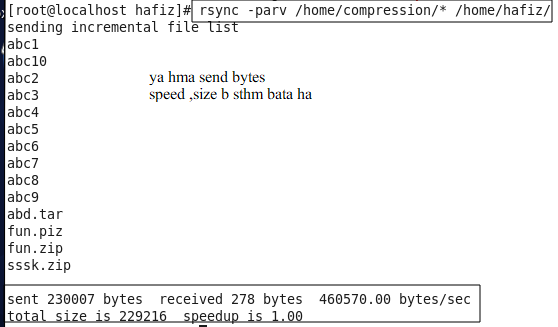 [root@localhost hafiz]# rsync -parv /home/compression/* /home/hafiz/
sending incremental file list
abc1
abc10
abc2
ya hma send bytes
abc3
speed ,size b sthm bata ha
abc4
abc5
abc6
abc7
abc8
abc9
abd.tar
fun.piz
fun.zip
sssk.zip
sent 230007 bytes  received 278 bytes  460570.00 bytes/sec
total size is 229216  speedup is 1.00